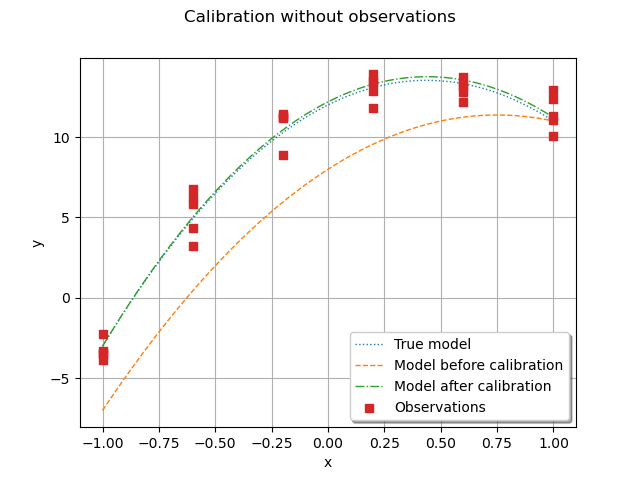 Calibration without observations
y
10
5
0
−5
True model
Model before calibration
Model after calibration
Observations
−1.00 −0.75 −0.50 −0.25 0.00 0.25 0.50 0.75 1.00
x